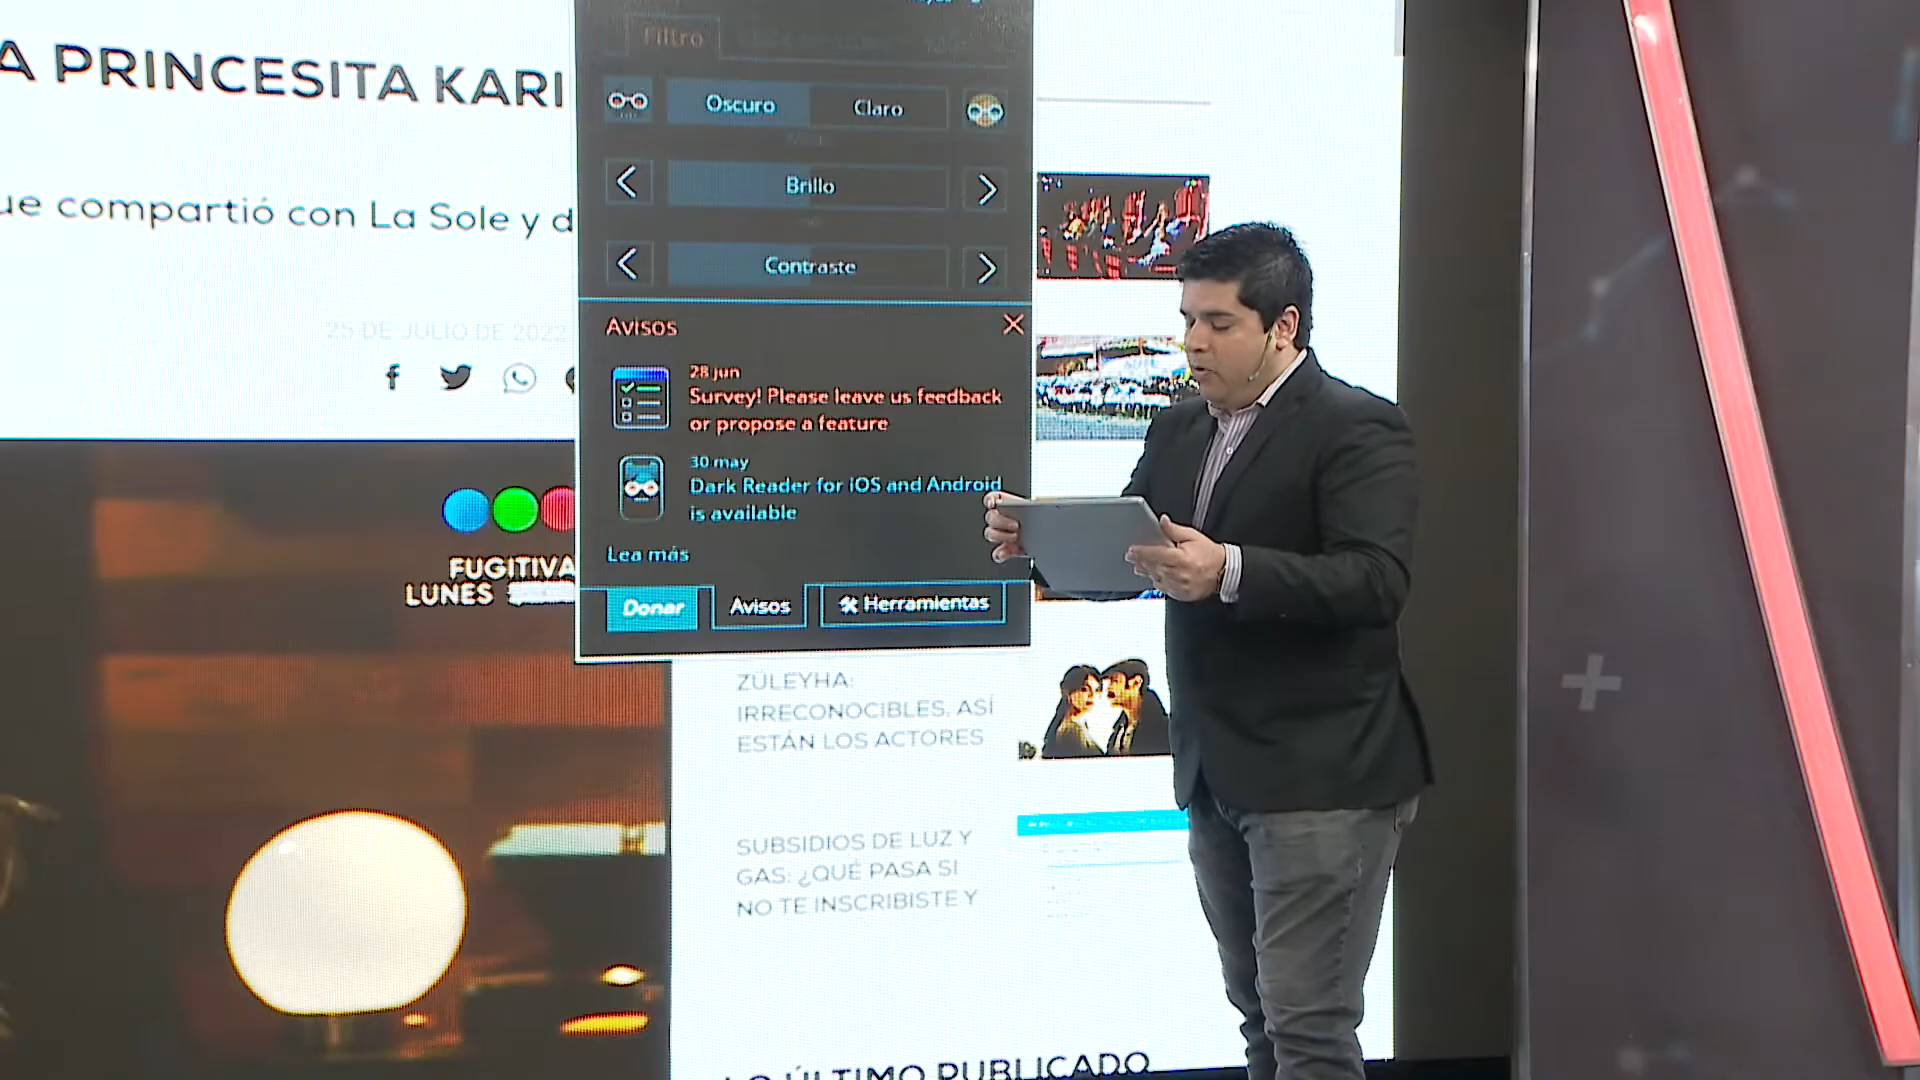 A PRINCESITA KARI
ue compartió con La Sole y d
25 DE JULIO DE 2022
FUGITIVA
LUNES
Filtro
Oscuro
Claro
Brillo
Contraste
Avisos
28 jun
Survey! Please leave us feedback
or propose a feature
30 may
Dark Reader for iOS and Android
is available
Lea más
Donar
Avisos
Herramientas
ZÜLEYHA:
IRRECONOCIBLES, ASÍ
ESTÁN LOS ACTORES
SUBSIDIOS DE LUZ Y
GAS: ¿QUÉ PASA SI
NO TE INSCRIBISTE Y
LO ÚLTIMO PUBLICADO